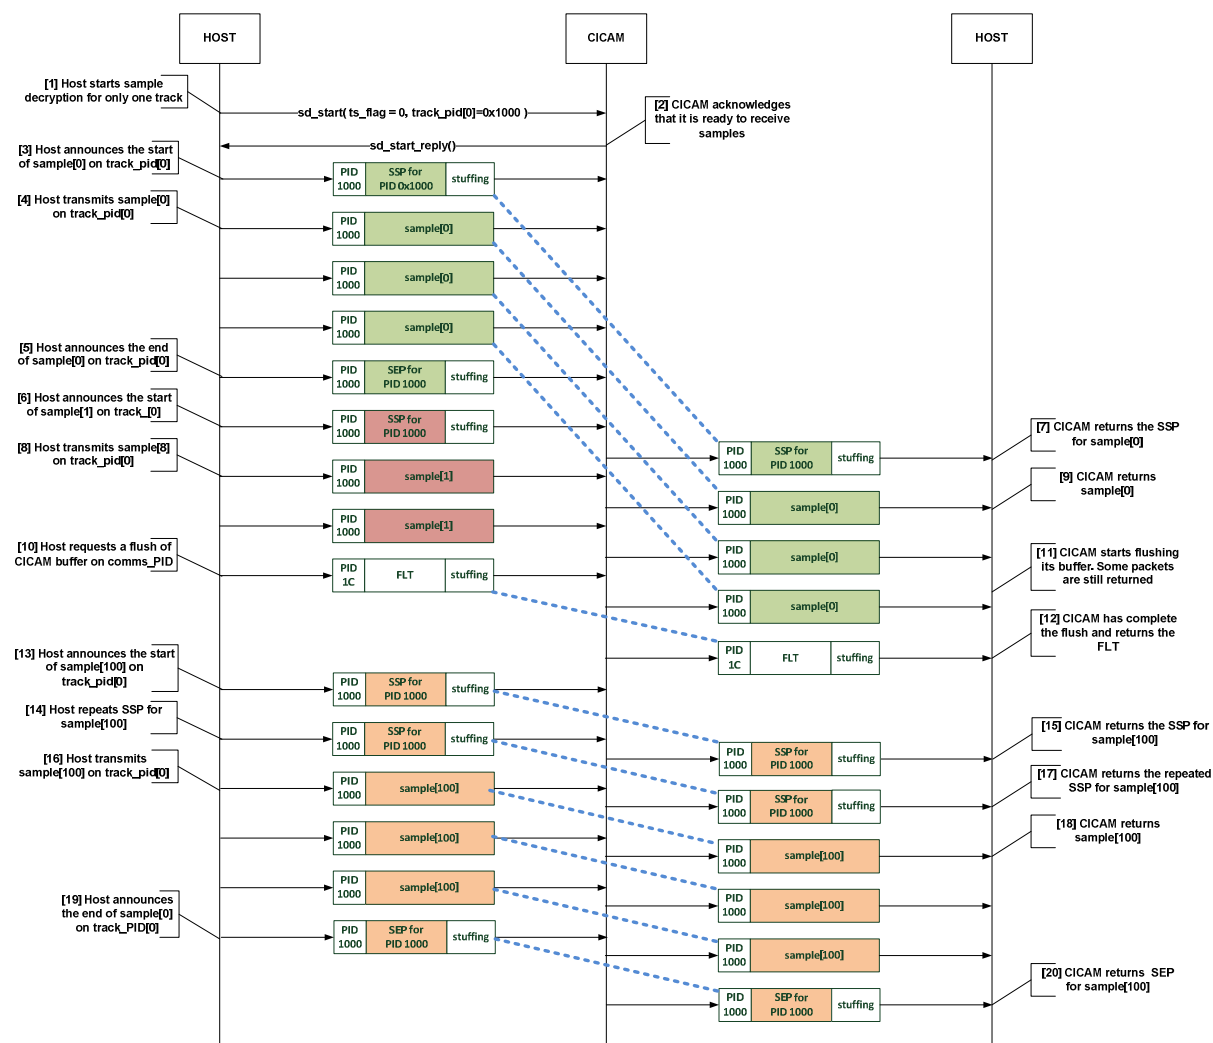 HOST
CICAM
HOST
[1] Host starts sample
decryption for only one track
sd_start( ts_flag = 0, track_pid[0]=0x1000 )
[2] CICAM acknowledges
that it is ready to receive
samples
sd_start_reply()
[3] Host announces the start
of sample[0] on track_pid[0]
PID
1000
SSP for
PID 0x1000
stuffing
[4] Host transmits sample[0]
on track_pid[0]
PID
1000
sample[0]
PID
1000
sample[0]
PID
1000
sample[0]
[5] Host announces the end
of sample[0] on track_pid[0]
PID
1000
SEP for
PID 1000
stuffing
[6] Host announces the start
of sample[1] on track_[0]
PID
1000
SSP for
PID 1000
stuffing
[7] CICAM returns the SSP
for sample[0]
PID
1000
SSP for
PID 1000
stuffing
[8] Host transmits sample[8]
on track_pid[0]
PID
1000
sample[1]
[9] CICAM returns
sample[0]
PID
1000
sample[0]
PID
1000
sample[1]
[10] Host requests a flush of
CICAM buffer on comms_PID
PID
1C
FLT
stuffing
PID
1000
sample[0]
[11] CICAM starts flushing
its buffer. Some packets
are still returned
PID
1000
sample[0]
[12] CICAM has complete
the flush and returns the
FLT
PID
1C
FLT
stuffing
[13] Host announces the start
of sample[100] on
track_pid[0]
PID
1000
SSP for
PID 1000
stuffing
[14] Host repeats SSP for
sample[100]
PID
1000
SSP for
PID 1000
stuffing
[15] CICAM returns the SSP for
sample[100]
PID
1000
SSP for
PID 1000
stuffing
[16] Host transmits
sample[100] on track_pid[0]
PID
1000
sample[100]
[17] CICAM returns the repeated
SSP for sample[100]
PID
1000
SSP for
PID 1000
stuffing
PID
1000
sample[100]
[18] CICAM returns
sample[100]
PID
1000
sample[100]
PID
1000
sample[100]
PID
1000
sample[100]
[19] Host announces
the end of sample[0]
on track_PID[0]
PID
1000
SEP for
PID 1000
stuffing
PID
1000
sample[100]
[20] CICAM returns  SEP
for sample[100]
PID
1000
SEP for
PID 1000
stuffing